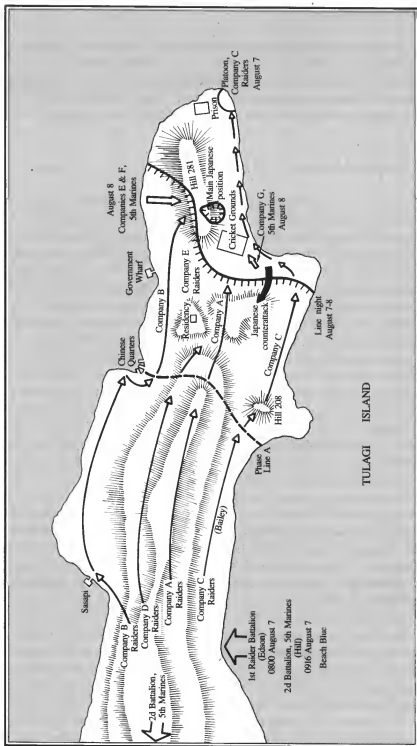 Platoon,
Company C
Raiders
August 7
Prison
August 8
Companies E & F,
5th Marines
Hill 281
Main Japanese
position
Cricket Grounds
Company G,
5th Marines
August 8
Government
Wharf
Company B
Company E
Raiders
Residency
Company A
Japanese
counterattack
Line night
August 7-8
Chinese
Quarters
Company C
Hill 208
Phase
Line A
TULAGI ISLAND
Sasapi
(Bailey)
Company B
Raiders
Company D
Raiders
Company A
Raiders
Company C
Raiders
2d Battalion,
5th Marines
1st Raider Battalion
(Edson)
0800 August 7
2d Battalion, 5th Marines
(Hill)
0916 August 7
Beach Blue